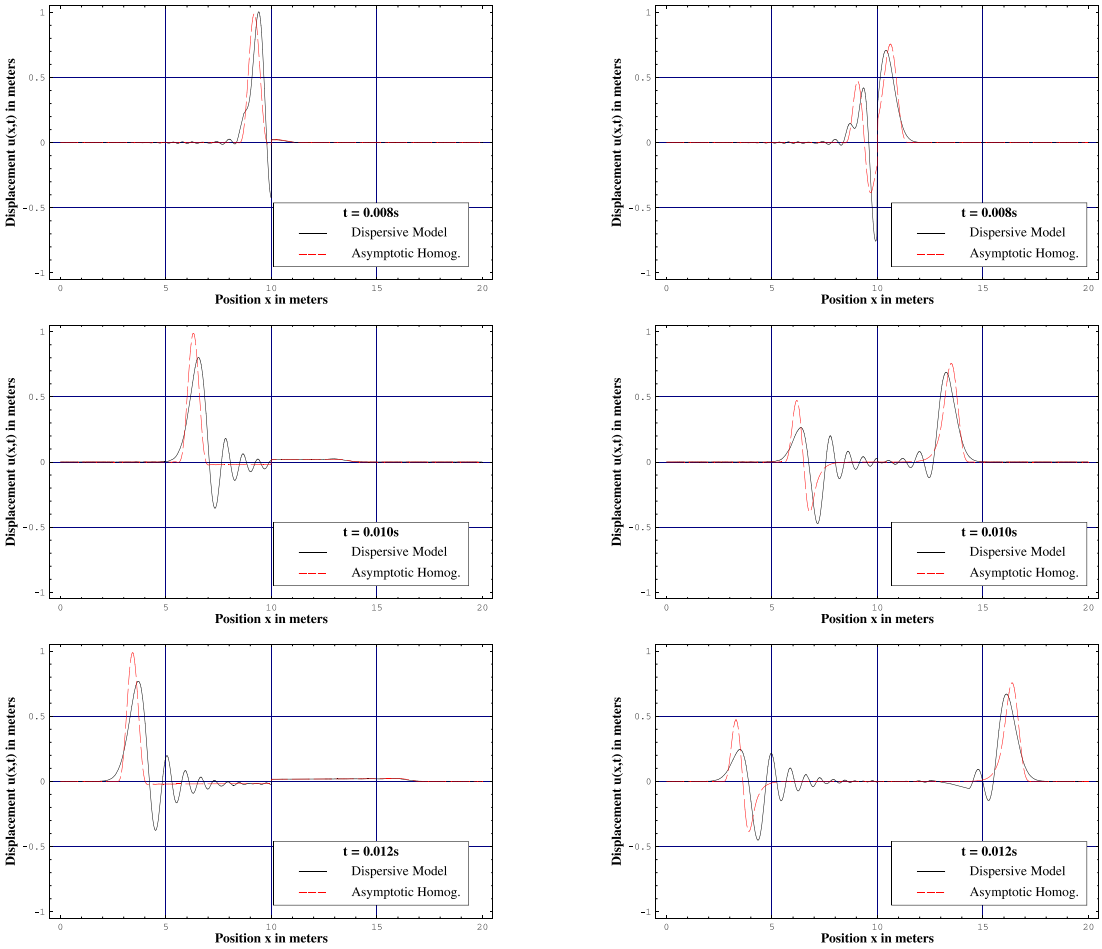 Displacement u(x,t) in meters
1
0.5
0
-0.5
-1
t = 0.008s
Dispersive Model
Asymptotic Homog.
0 5 10 15 20
Position x in meters
Displacement u(x,t) in meters
1
0.5
0
-0.5
-1
t = 0.008s
Dispersive Model
Asymptotic Homog.
0 5 10 15 20
Position x in meters
Displacement u(x,t) in meters
1
0.5
0
-0.5
-1
t = 0.010s
Dispersive Model
Asymptotic Homog.
0 5 10 15 20
Position x in meters
Displacement u(x,t) in meters
1
0.5
0
-0.5
-1
t = 0.010s
Dispersive Model
Asymptotic Homog.
0 5 10 15 20
Position x in meters
Displacement u(x,t) in meters
1
0.5
0
-0.5
-1
t = 0.012s
Dispersive Model
Asymptotic Homog.
0 5 10 15 20
Position x in meters
Displacement u(x,t) in meters
1
0.5
0
-0.5
-1
t = 0.012s
Dispersive Model
Asymptotic Homog.
0 5 10 15 20
Position x in meters